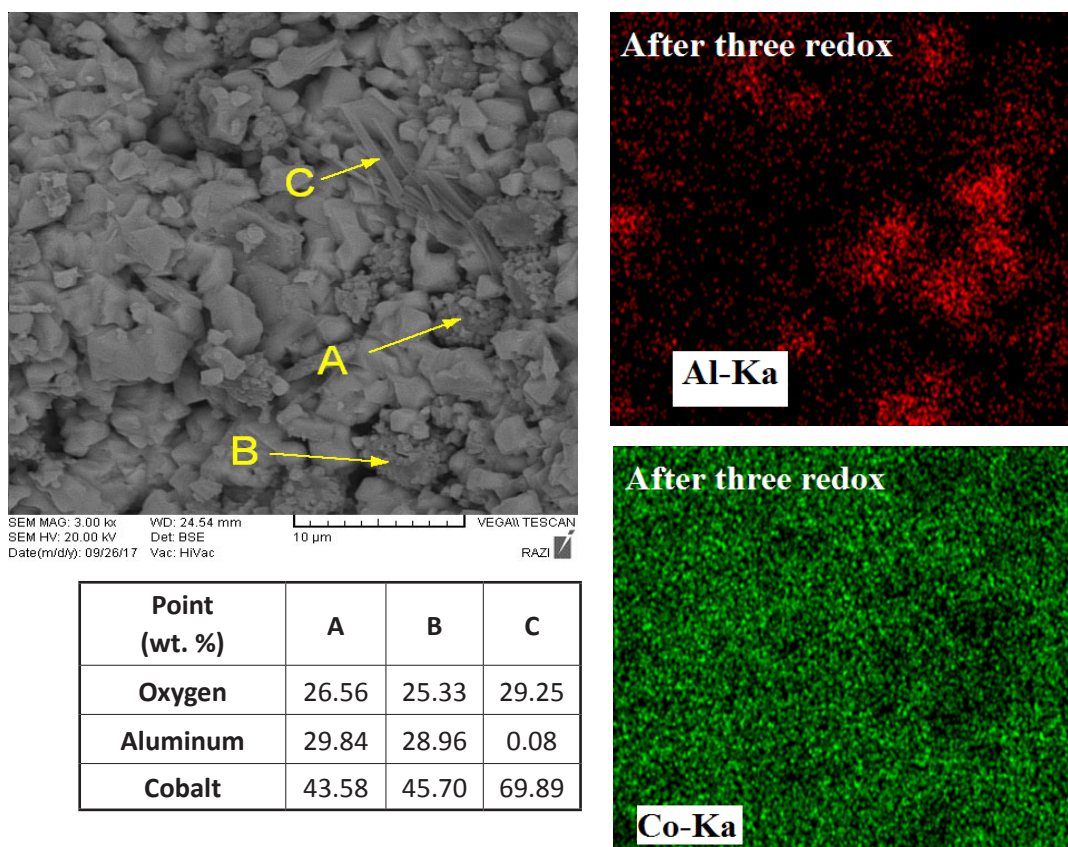 C
A
B
SEM MAG: 3.00 kx WD: 24.54 mm VEGA\\ TESCAN
SEM HV: 20.00 kV Det: BSE 10 µm
Date(m/d/y): 09/26/17 Vac: HiVac RAZI
Point
(wt. %) A B C
Oxygen 26.56 25.33 29.25
Aluminum 29.84 28.96 0.08
Cobalt 43.58 45.70 69.89
After three redox
Al-Ka
After three redox
Co-Ka